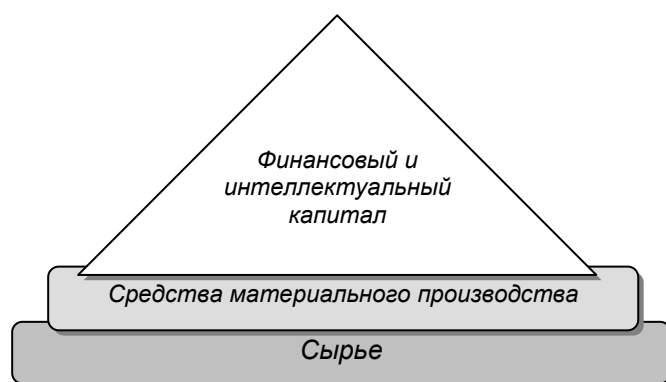 Финансовый и
интеллектуальный
капитал
Средства материального производства
Сырье